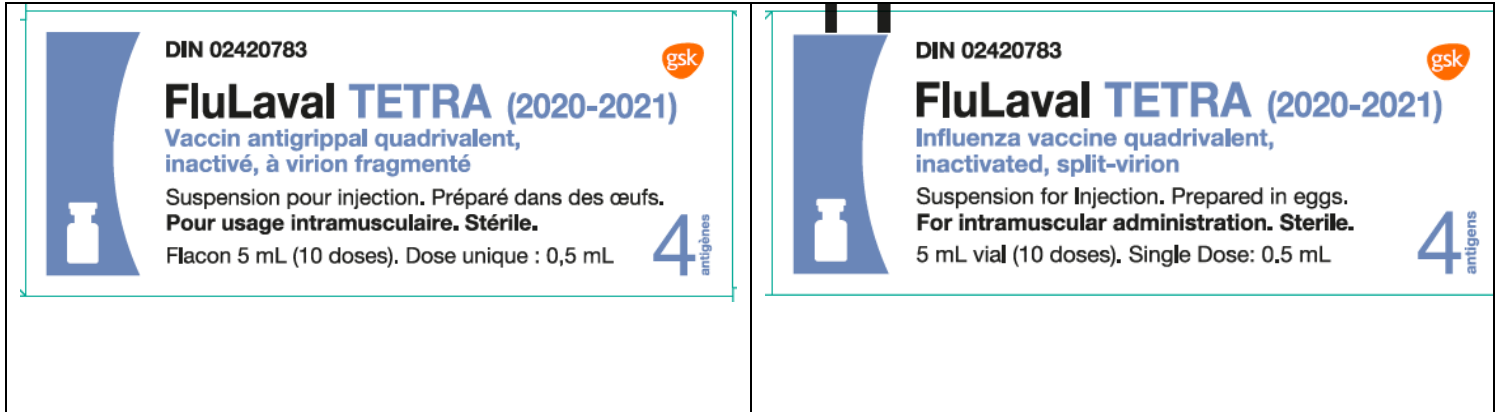 DIN 02420783
gsk
FluLaval TETRA (2020-2021)
Vaccin antigrippal quadrivalent,
inactivé, à virion fragmenté
Suspension pour injection. Préparé dans des œufs.
Pour usage intramusculaire. Stérile.
Flacon 5 mL (10 doses). Dose unique : 0,5 mL
4 antigènes
DIN 02420783
gsk
FluLaval TETRA (2020-2021)
Influenza vaccine quadrivalent,
inactivated, split-virion
Suspension for Injection. Prepared in eggs.
For intramuscular administration. Sterile.
5 mL vial (10 doses). Single Dose: 0.5 mL
4 antigens